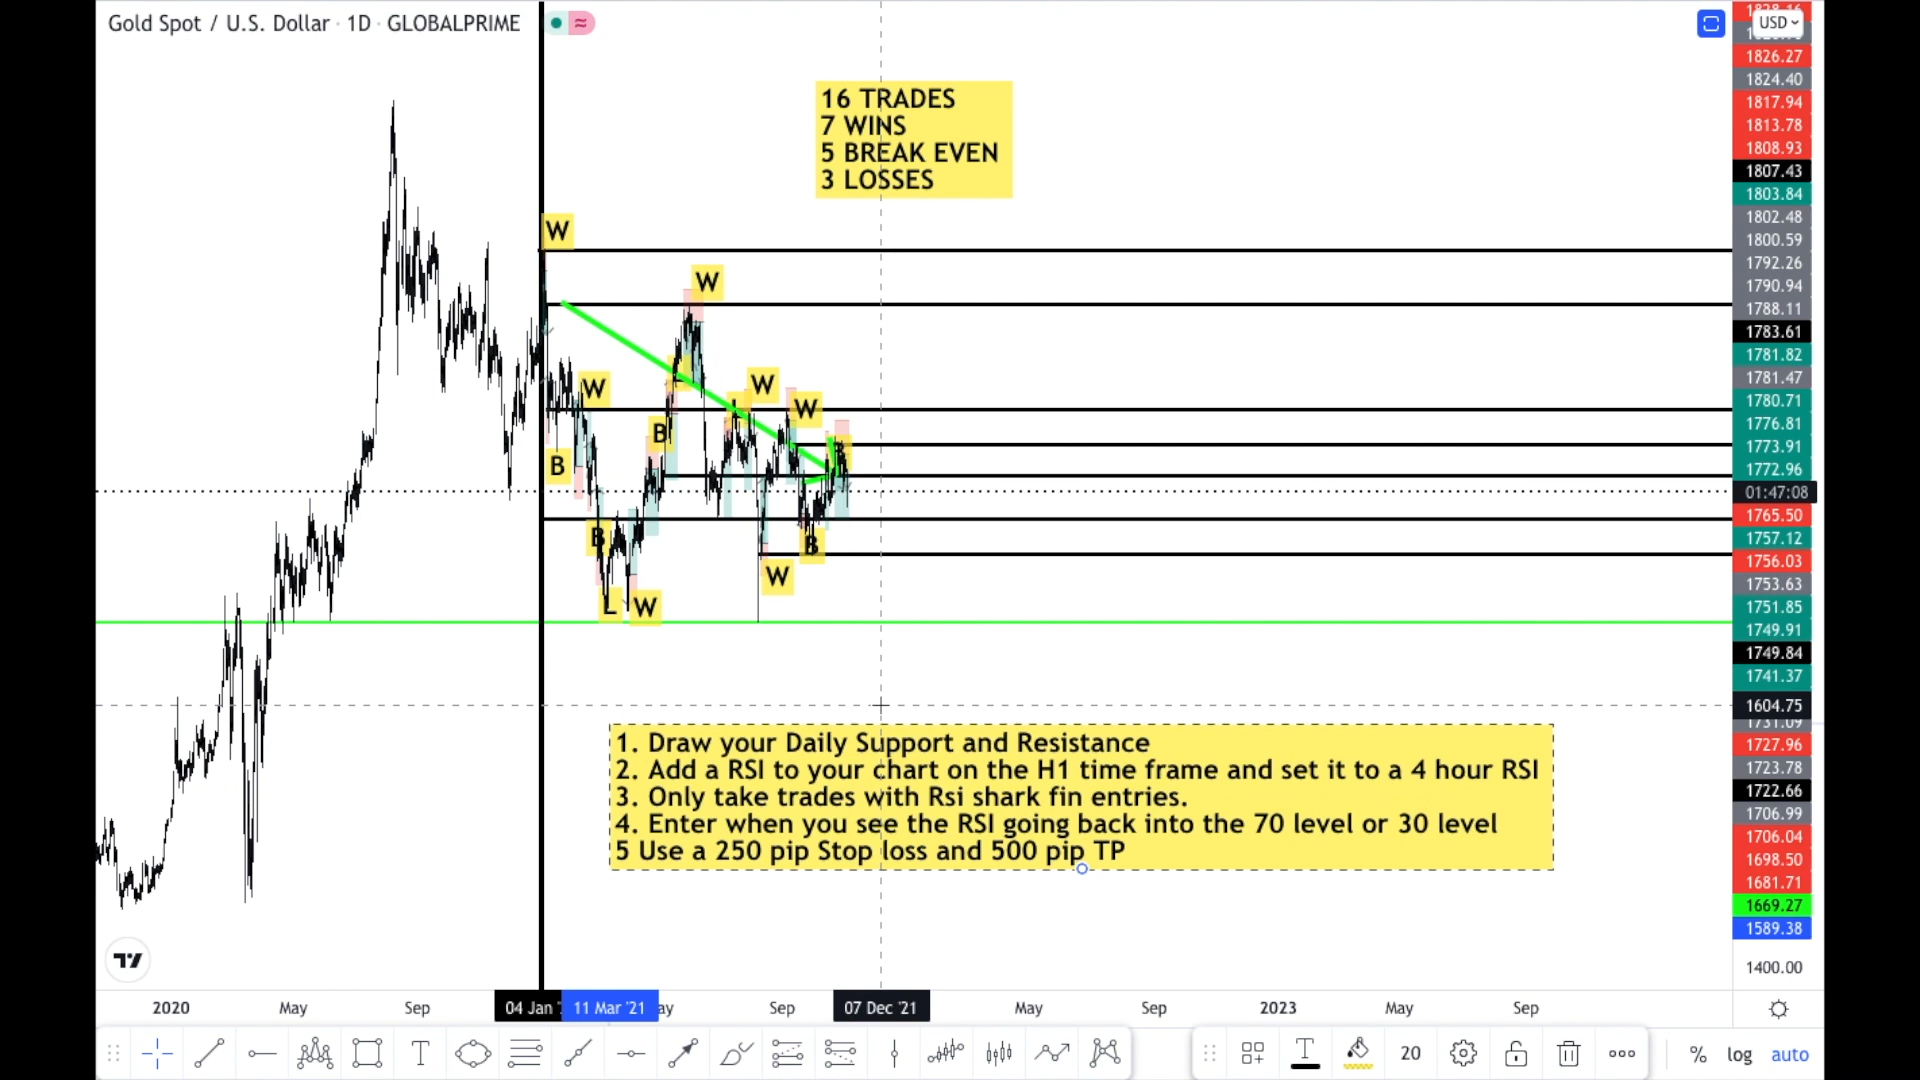 Gold Spot / U.S. Dollar · 1D · GLOBALPRIME
USD
16 TRADES
7 WINS
5 BREAK EVEN
3 LOSSES
W
W
W
W
W
B
B
B
B
W
L
W
1826.27
1824.40
1817.94
1813.78
1808.93
1807.43
1803.84
1802.48
1800.59
1792.26
1790.94
1788.11
1783.61
1781.82
1781.47
1780.71
1776.81
1773.91
1772.96
01:47:08
1765.50
1757.12
1756.03
1753.63
1751.85
1749.91
1749.84
1741.37
1604.75
1731.09
1727.96
1723.78
1722.66
1706.99
1706.04
1698.50
1681.71
1669.27
1589.38
1400.00
1. Draw your Daily Support and Resistance
2. Add a RSI to your chart on the H1 time frame and set it to a 4 hour RSI
3. Only take trades with Rsi shark fin entries.
4. Enter when you see the RSI going back into the 70 level or 30 level
5 Use a 250 pip Stop loss and 500 pip TP
2020 May Sep 04 Jan 11 Mar '21 Sep 07 Dec '21 May Sep 2023 May Sep
T T 20 % log auto